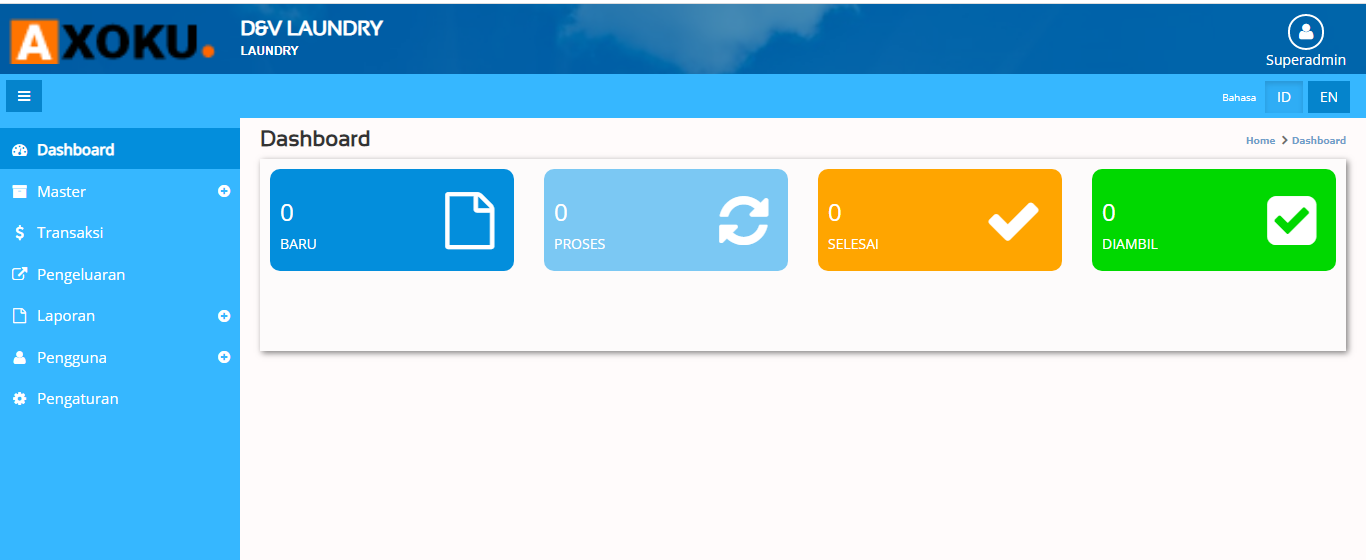 AXOKU.
D&V LAUNDRY
LAUNDRY
Superadmin
Bahasa ID EN
Dashboard
Master
Transaksi
Pengeluaran
Laporan
Pengguna
Pengaturan
Dashboard
Home > Dashboard
0
BARU
0
PROSES
0
SELESAI
0
DIAMBIL